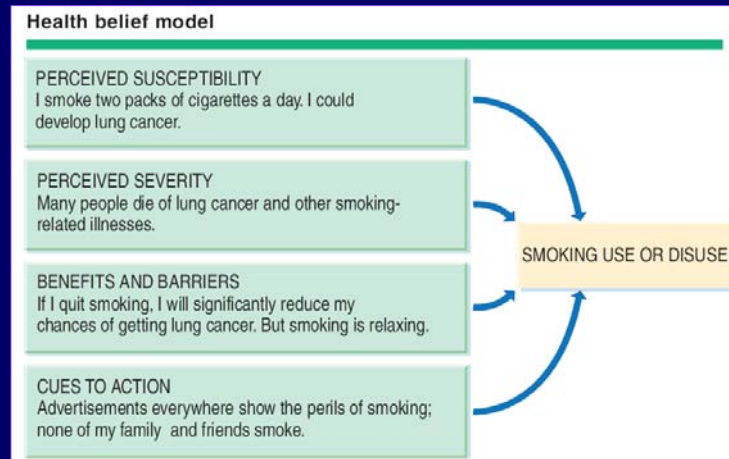 Health belief model
PERCEIVED SUSCEPTIBILITY
I smoke two packs of cigarettes a day. I could
develop lung cancer.
PERCEIVED SEVERITY
Many people die of lung cancer and other smoking-
related illnesses.
SMOKING USE OR DISUSE
BENEFITS AND BARRIERS
If I quit smoking, I will significantly reduce my
chances of getting lung cancer. But smoking is relaxing.
CUES TO ACTION
Advertisements everywhere show the perils of smoking;
none of my family and friends smoke.